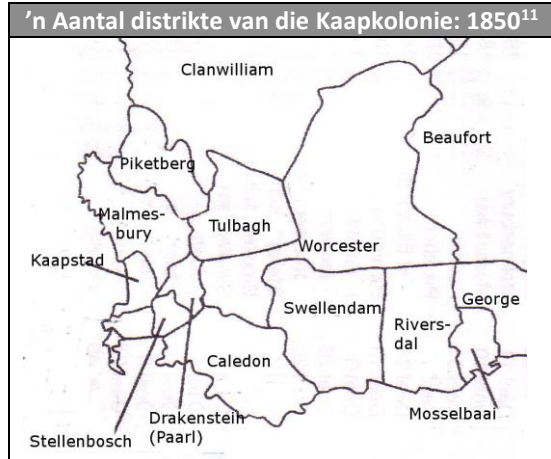 ’n Aantal distrikte van die Kaapkolonie: 1850¹¹
Clanwilliam
Beaufort
Piketberg
Malmes-
bury
Tulbagh
Worcester
Kaapstad
Swellendam
George
Rivers-
dal
Caledon
Mosselbaai
Drakenstein
(Paarl)
Stellenbosch